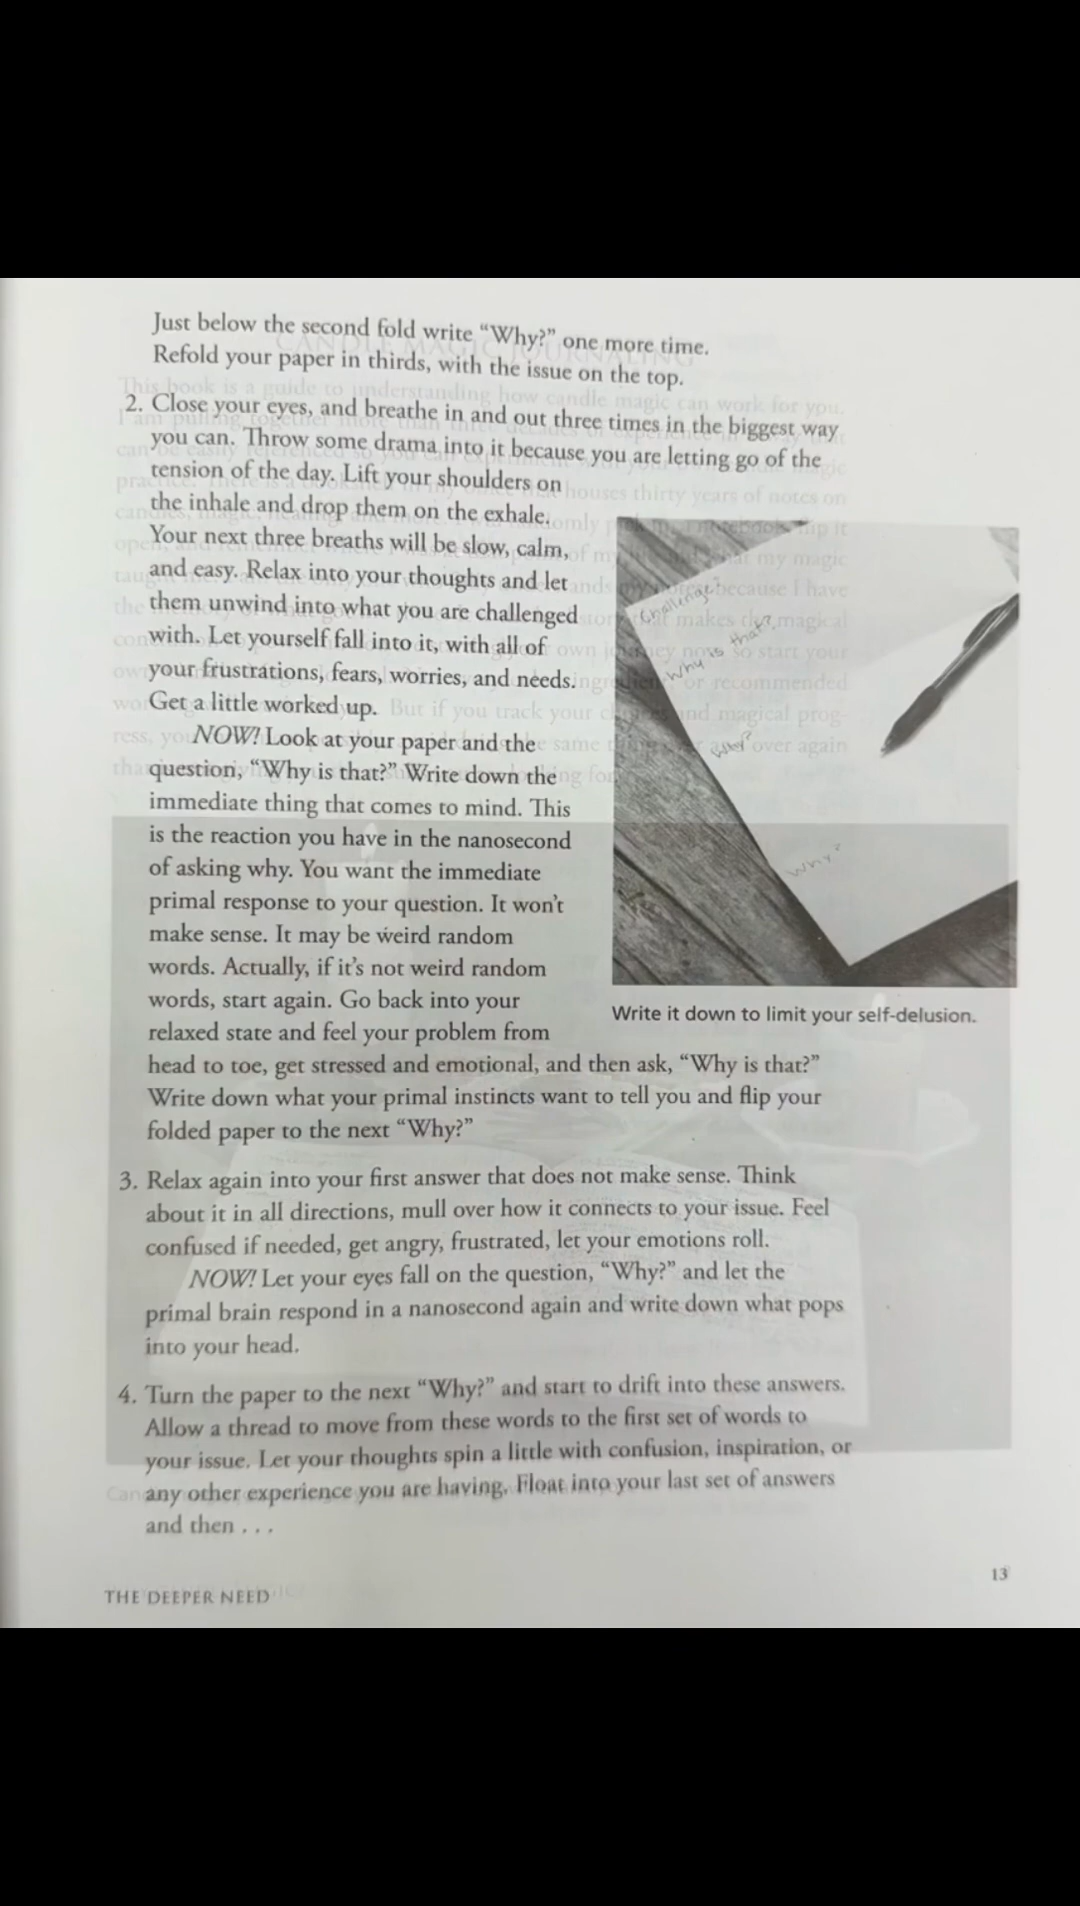 Just below the second fold write “Why?” one more time.
Refold your paper in thirds, with the issue on the top.
2. Close your eyes, and breathe in and out three times in the biggest way
you can. Throw some drama into it because you are letting go of the
tension of the day. Lift your shoulders on
the inhale and drop them on the exhale.
Your next three breaths will be slow, calm,
and easy. Relax into your thoughts and let
them unwind into what you are challenged
with. Let yourself fall into it, with all of
your frustrations, fears, worries, and needs.
Get a little worked up.
NOW! Look at your paper and the
question, “Why is that?” Write down the
immediate thing that comes to mind. This
is the reaction you have in the nanosecond
of asking why. You want the immediate
primal response to your question. It won’t
make sense. It may be weird random
words. Actually, if it’s not weird random
words, start again. Go back into your
relaxed state and feel your problem from
head to toe, get stressed and emotional, and then ask, “Why is that?”
Write down what your primal instincts want to tell you and flip your
folded paper to the next “Why?”
Challenge
Why is that?
Why?
Why?
Write it down to limit your self-delusion.
3. Relax again into your first answer that does not make sense. Think
about it in all directions, mull over how it connects to your issue. Feel
confused if needed, get angry, frustrated, let your emotions roll.
NOW! Let your eyes fall on the question, “Why?” and let the
primal brain respond in a nanosecond again and write down what pops
into your head.
4. Turn the paper to the next “Why?” and start to drift into these answers.
Allow a thread to move from these words to the first set of words to
your issue. Let your thoughts spin a little with confusion, inspiration, or
any other experience you are having. Float into your last set of answers
and then . . .
13
THE DEEPER NEED